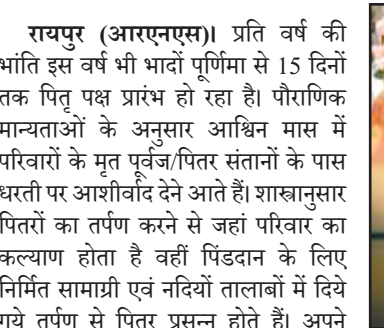 रायपुर (आरएनएस)। प्रति वर्ष की
भांति इस वर्ष भी भादों पूर्णिमा से 15 दिनों
तक पितृ पक्ष प्रारंभ हो रहा है। पौराणिक
मान्यताओं के अनुसार आश्विन मास में
परिवारों के मृत पूर्वज/पितर संतानों के पास
धरती पर आशीर्वाद देने आते हैं। शास्त्रानुसार
पितरों का तर्पण करने से जहां परिवार का
कल्याण होता है वहीं पिंडदान के लिए
निर्मित सामाग्री एवं नदियों तालाबों में दिये
गये तर्पण से पितर प्रसन्न होते हैं। अपने